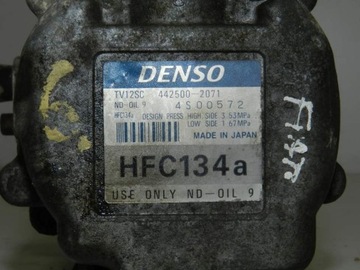 DENSO
TV12SC 442500-2071
ND-OIL 9 4S00572
HFC134a DESIGN PRESS HIGH SIDE 3.53MPa
LOW SIDE 1.67MPa
MADE IN JAPAN
HFC134a
USE ONLY ND-OIL 9